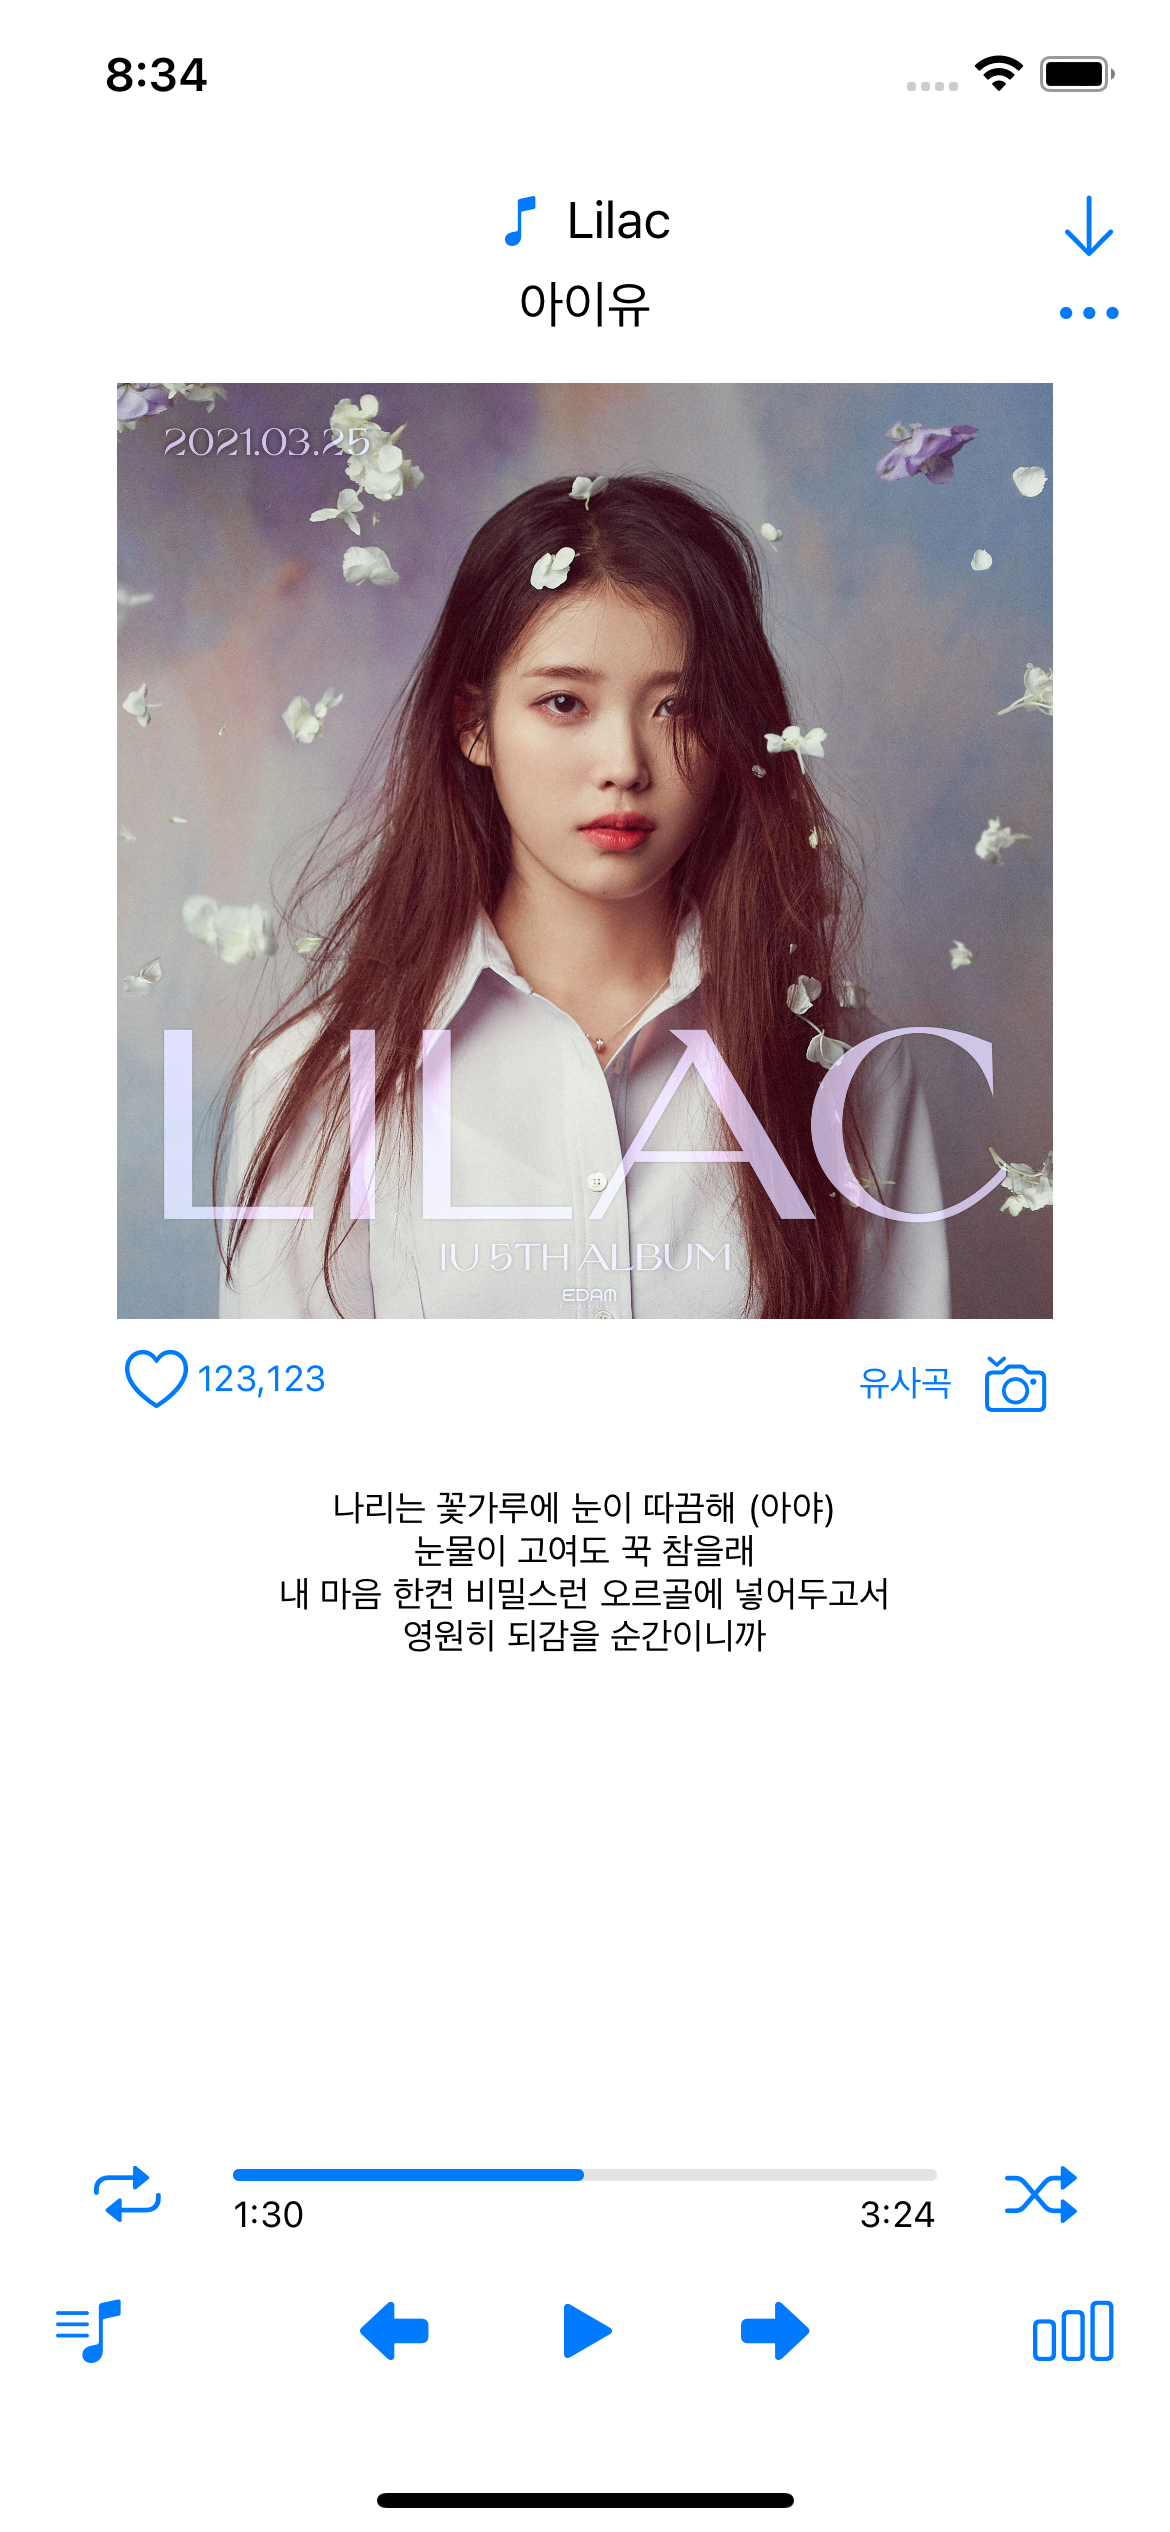 8:34
Lilac
아이유
2021.03.25
LILAC
IU 5TH ALBUM
EDAM
123,123
유사곡
나리는 꽃가루에 눈이 따끔해 (아야)
눈물이 고여도 꾹 참을래
내 마음 한켠 비밀스런 오르골에 넣어두고서
영원히 되감을 순간이니까
1:30
3:24